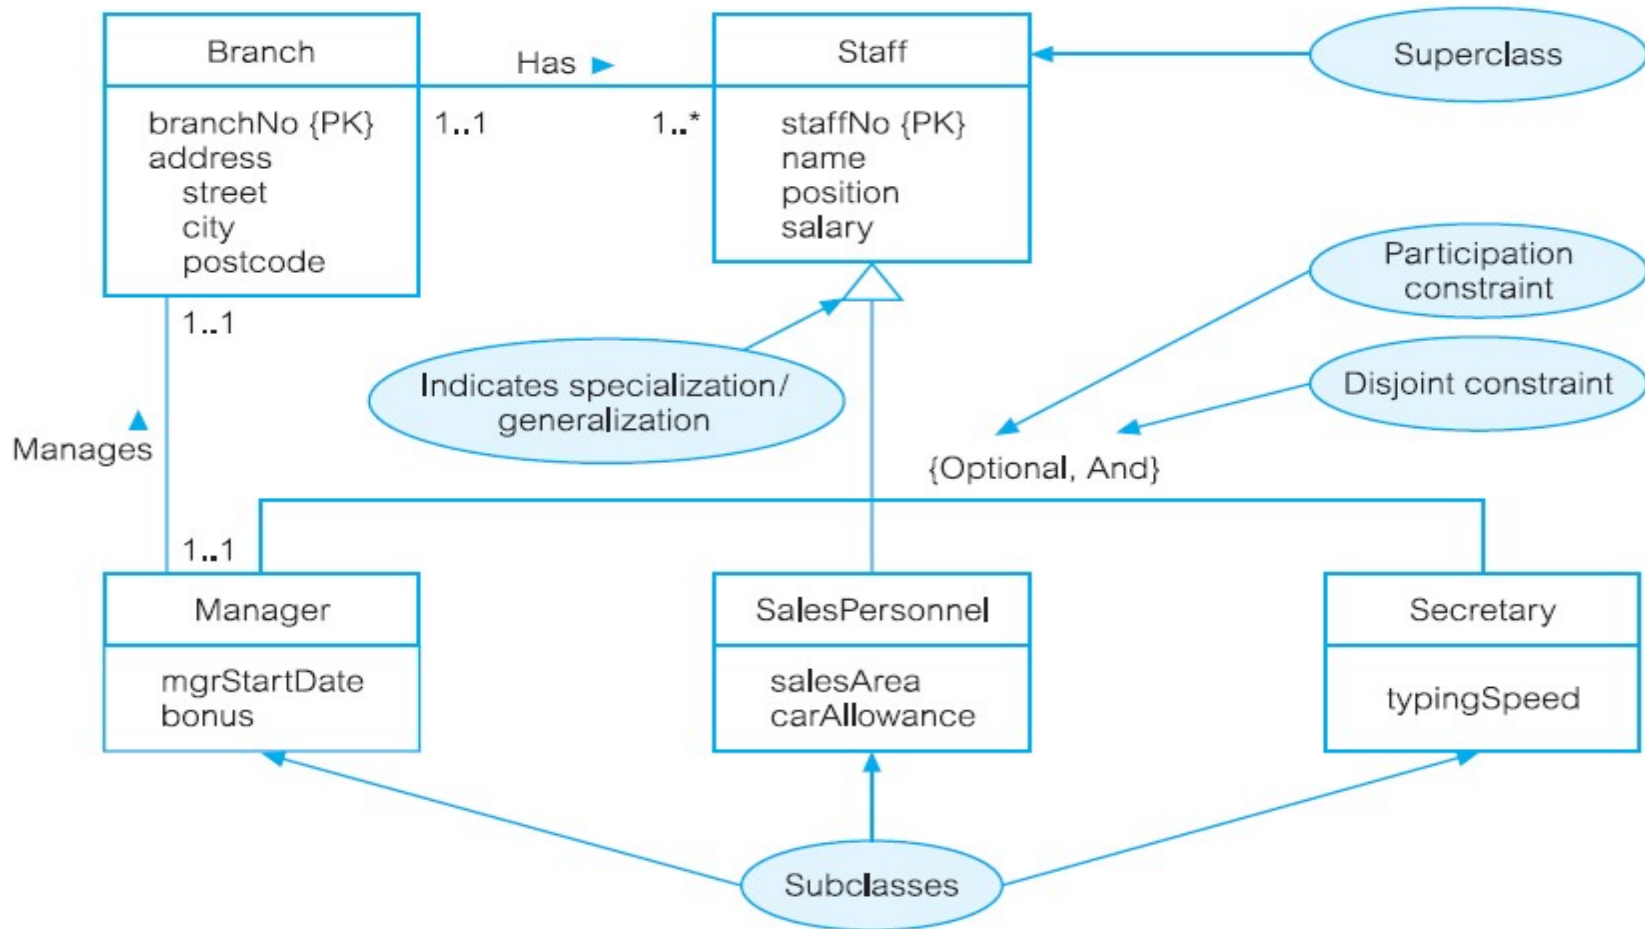 Branch
Has ►
Staff
Superclass
branchNo {PK}
address
street
city
postcode
1..1
1..*
staffNo {PK}
name
position
salary
Participation
constraint
1..1
Indicates specialization/
generalization
Disjoint constraint
▲
Manages
{Optional, And}
1..1
Manager
mgrStartDate
bonus
SalesPersonnel
salesArea
carAllowance
Secretary
typingSpeed
Subclasses